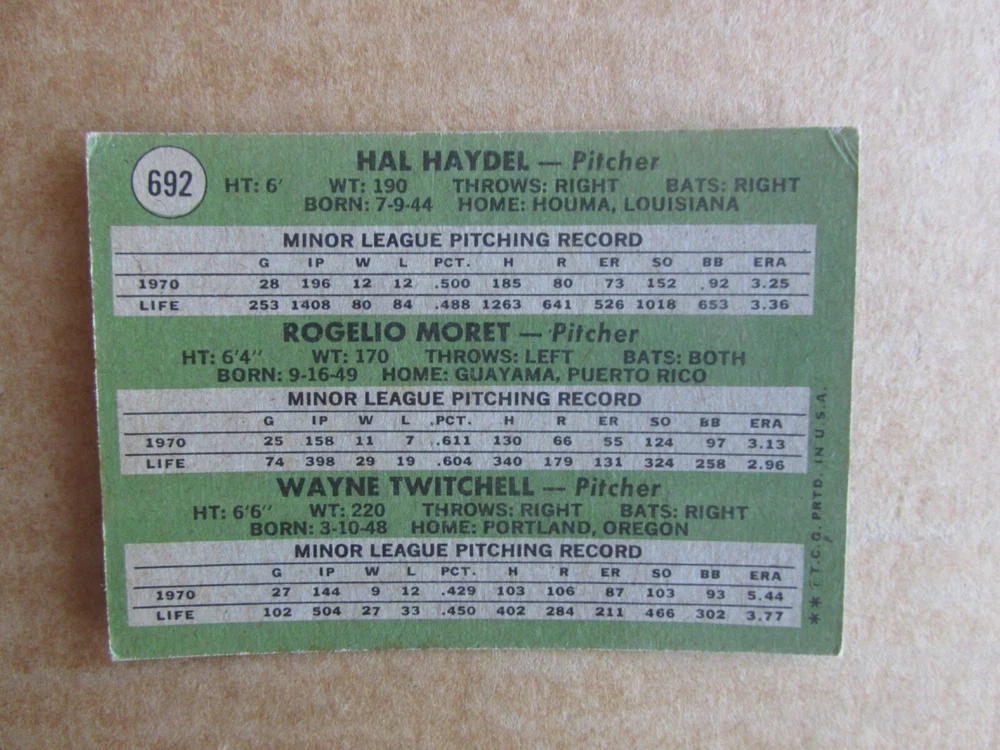 692
HAL HAYDEL — Pitcher
HT: 6' WT: 190 THROWS: RIGHT BATS: RIGHT
BORN: 7-9-44 HOME: HOUMA, LOUISIANA
MINOR LEAGUE PITCHING RECORD
G IP W L PCT. H R ER SO BB ERA
1970 28 196 12 12 .500 185 80 73 152 92 3.25
LIFE 253 1408 80 84 .488 1263 641 526 1018 653 3.36
ROGELIO MORET — Pitcher
HT: 6'4" WT: 170 THROWS: LEFT BATS: BOTH
BORN: 9-16-49 HOME: GUAYAMA, PUERTO RICO
MINOR LEAGUE PITCHING RECORD
G IP W L PCT. H R ER SO BB ERA
1970 25 158 11 7 .611 130 66 55 124 97 3.13
LIFE 74 398 29 19 .604 340 179 131 324 258 2.96
WAYNE TWITCHELL — Pitcher
HT: 6'6" WT: 220 THROWS: RIGHT BATS: RIGHT
BORN: 3-10-48 HOME: PORTLAND, OREGON
MINOR LEAGUE PITCHING RECORD
G IP W L PCT. H R ER SO BB ERA
1970 27 144 9 12 .429 103 106 87 103 93 5.44
LIFE 102 504 27 33 .450 402 284 211 466 302 3.77
** © T.C.G. PRTD. IN U.S.A.